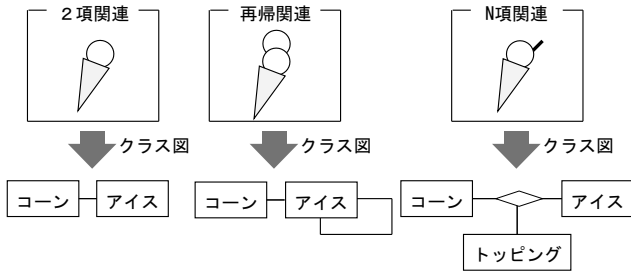 ２項関連
再帰関連
N項関連
クラス図
クラス図
クラス図
コーン
アイス
コーン
アイス
コーン
アイス
トッピング